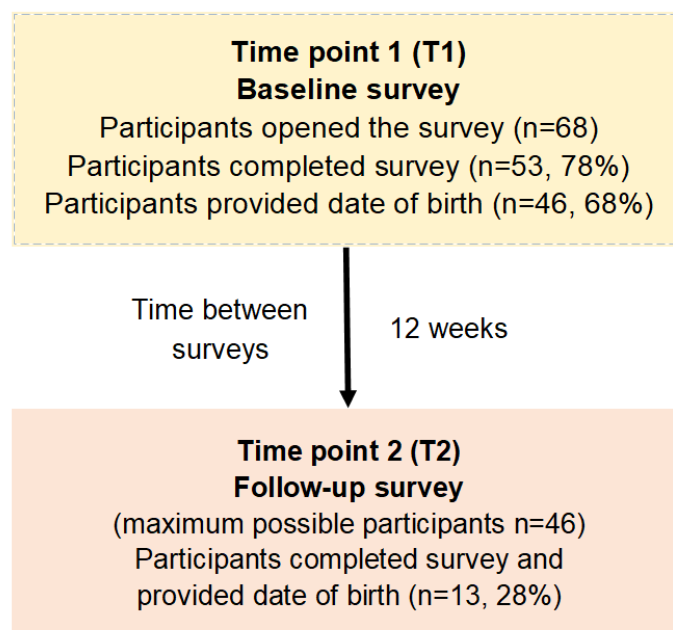 Time point 1 (T1)
Baseline survey
Participants opened the survey (n=68)
Participants completed survey (n=53, 78%)
Participants provided date of birth (n=46, 68%)
Time between
surveys
12 weeks
Time point 2 (T2)
Follow-up survey
(maximum possible participants n=46)
Participants completed survey and
provided date of birth (n=13, 28%)